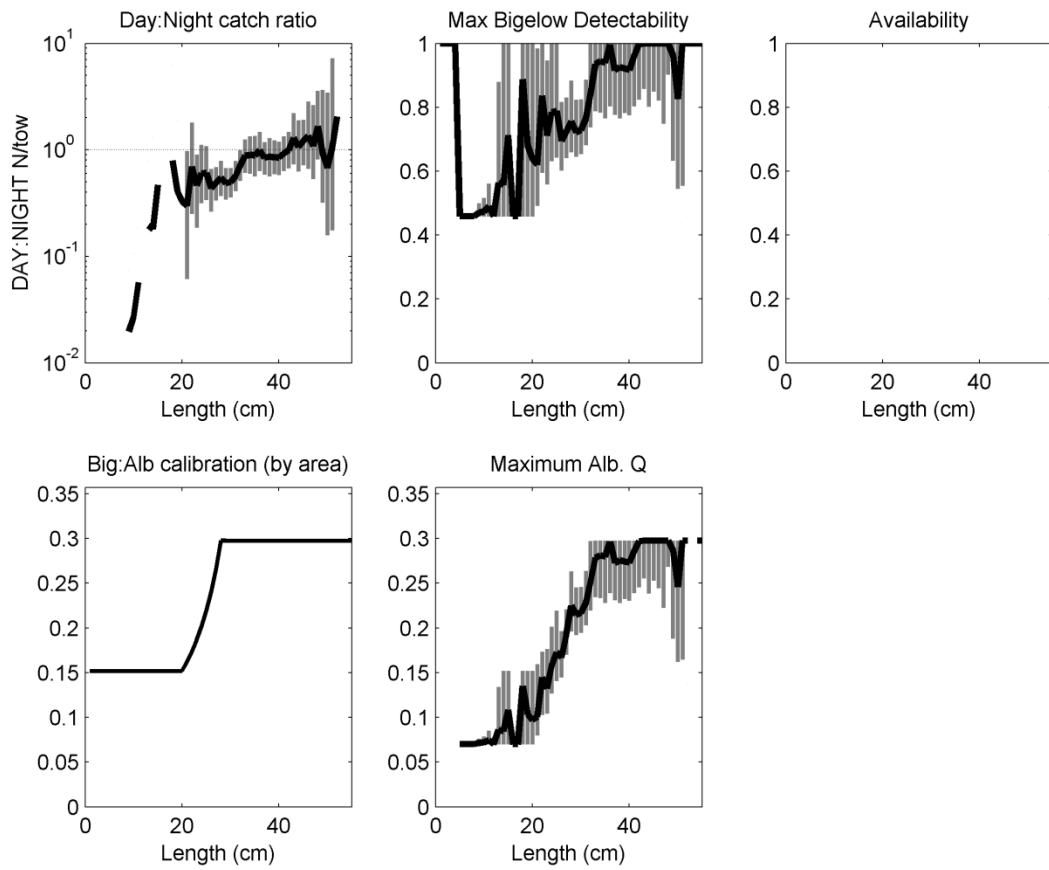 Day:Night catch ratio
DAY:NIGHT N/tow
10^1
10^0
10^-1
10^-2
0 20 40
Length (cm)
Max Bigelow Detectability
1
0.8
0.6
0.4
0.2
0
0 20 40
Length (cm)
Availability
1
0.8
0.6
0.4
0.2
0
0 20 40
Length (cm)
Big:Alb calibration (by area)
0.35
0.3
0.25
0.2
0.15
0.1
0.05
0
0 20 40
Length (cm)
Maximum Alb. Q
0.35
0.3
0.25
0.2
0.15
0.1
0.05
0
0 20 40
Length (cm)